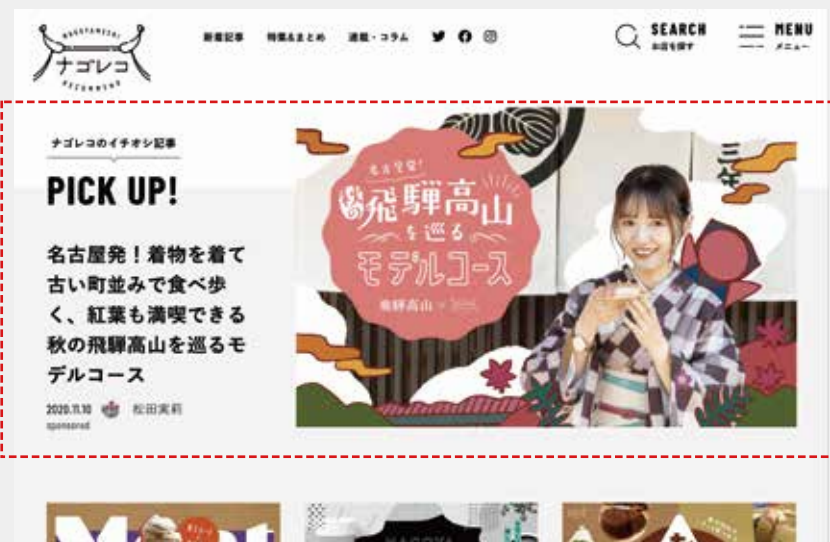 NAGOYAMESHI
ナゴレコ
RECOMMEND
新着記事 特集&まとめ 連載・コラム
SEARCH
お店を探す
MENU
メニュー
ナゴレコのイチオシ記事
PICK UP!
名古屋発！着物を着て
古い町並みで食べ歩
く、紅葉も満喫できる
秋の飛騨高山を巡るモ
デルコース
2020.11.10 松田実莉
sponsored
名古屋発!
飛騨高山
を巡る
モデルコース
飛騨高山 ×
三年
NAGOYA